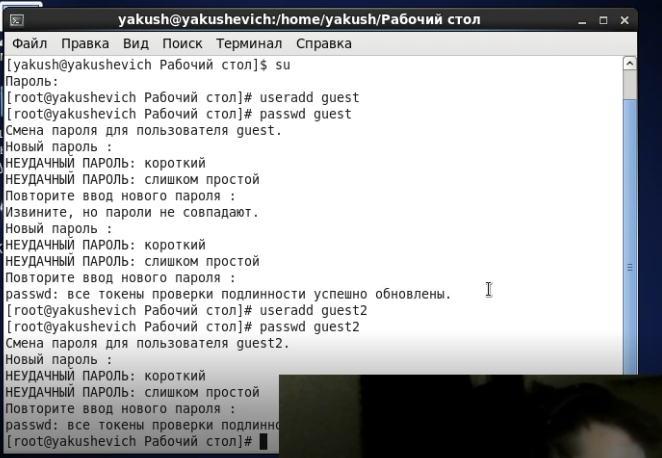 yakush@yakushevich:/home/yakush/Рабочий стол
Файл Правка Вид Поиск Терминал Справка
[yakush@yakushevich Рабочий стол]$ su
Пароль:
[root@yakushevich Рабочий стол]# useradd guest
[root@yakushevich Рабочий стол]# passwd guest
Смена пароля для пользователя guest.
Новый пароль :
НЕУДАЧНЫЙ ПАРОЛЬ: короткий
НЕУДАЧНЫЙ ПАРОЛЬ: слишком простой
Повторите ввод нового пароля :
Извините, но пароли не совпадают.
Новый пароль :
НЕУДАЧНЫЙ ПАРОЛЬ: короткий
НЕУДАЧНЫЙ ПАРОЛЬ: слишком простой
Повторите ввод нового пароля :
passwd: все токены проверки подлинности успешно обновлены.
[root@yakushevich Рабочий стол]# useradd guest2
[root@yakushevich Рабочий стол]# passwd guest2
Смена пароля для пользователя guest2.
Новый пароль :
НЕУДАЧНЫЙ ПАРОЛЬ: короткий
НЕУДАЧНЫЙ ПАРОЛЬ: слишком простой
Повторите ввод нового пароля :
passwd: все токены проверки
[root@yakushevich Рабочий стол]#